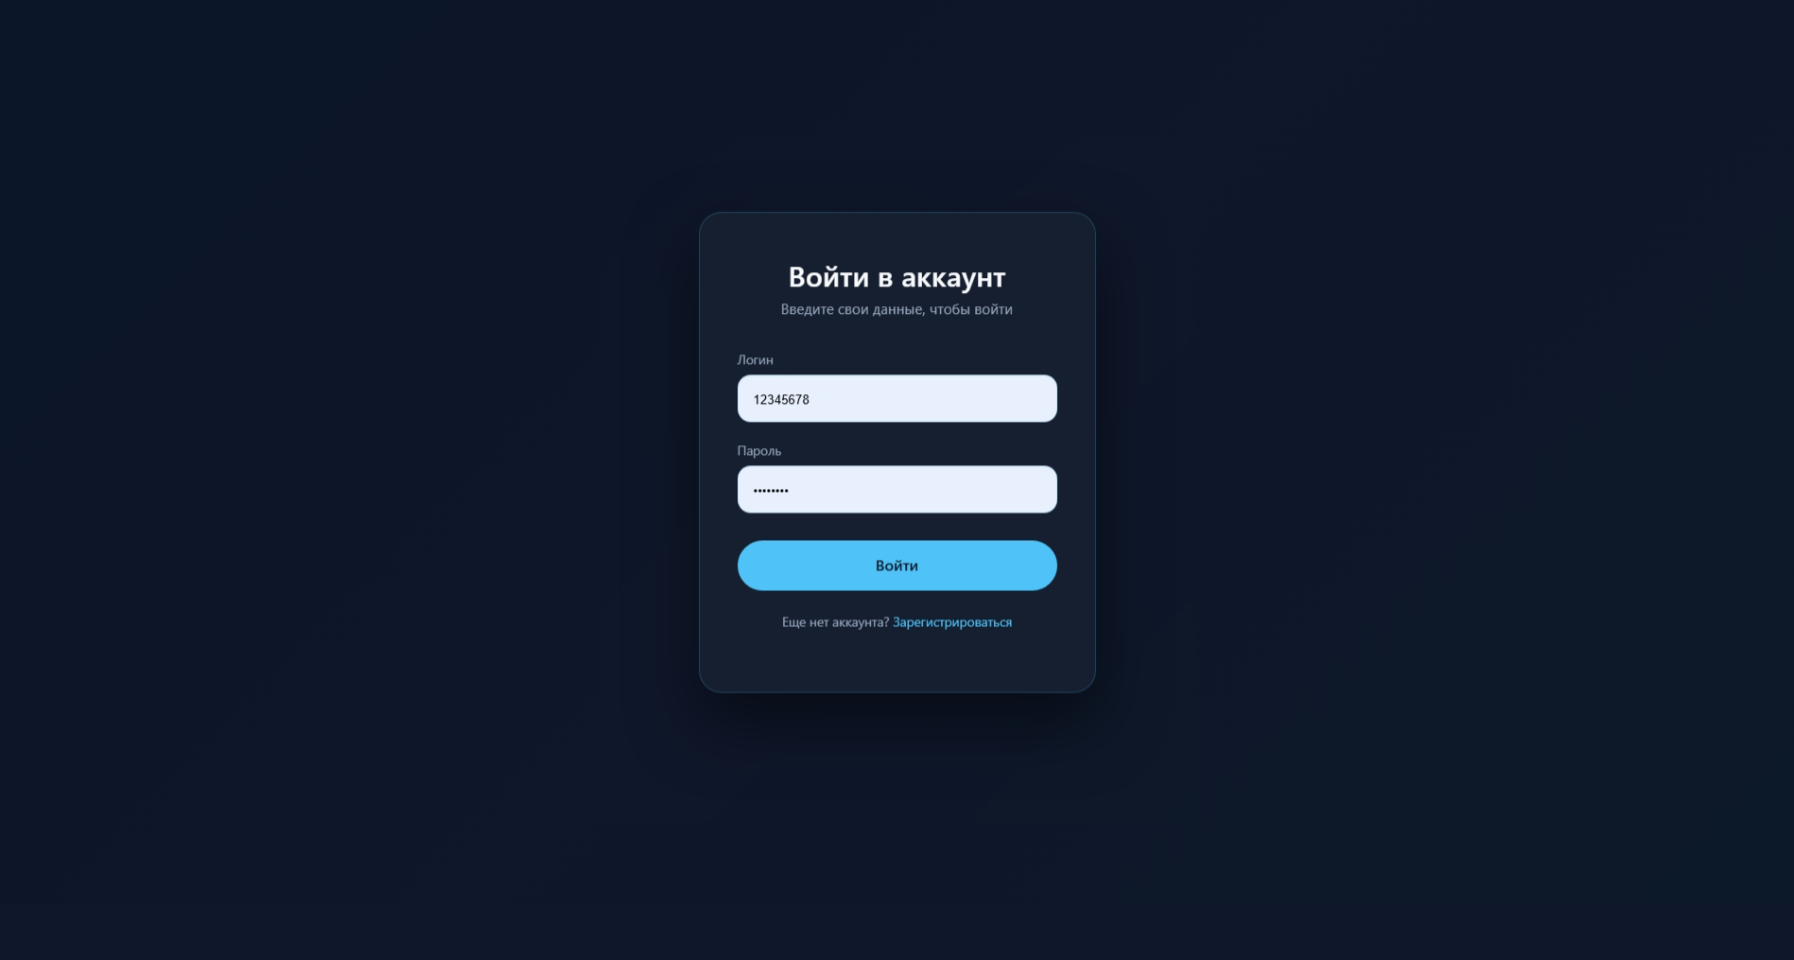 Войти в аккаунт
Введите свои данные, чтобы войти
Логин
12345678
Пароль
••••••••
Войти
Еще нет аккаунта? Зарегистрироваться